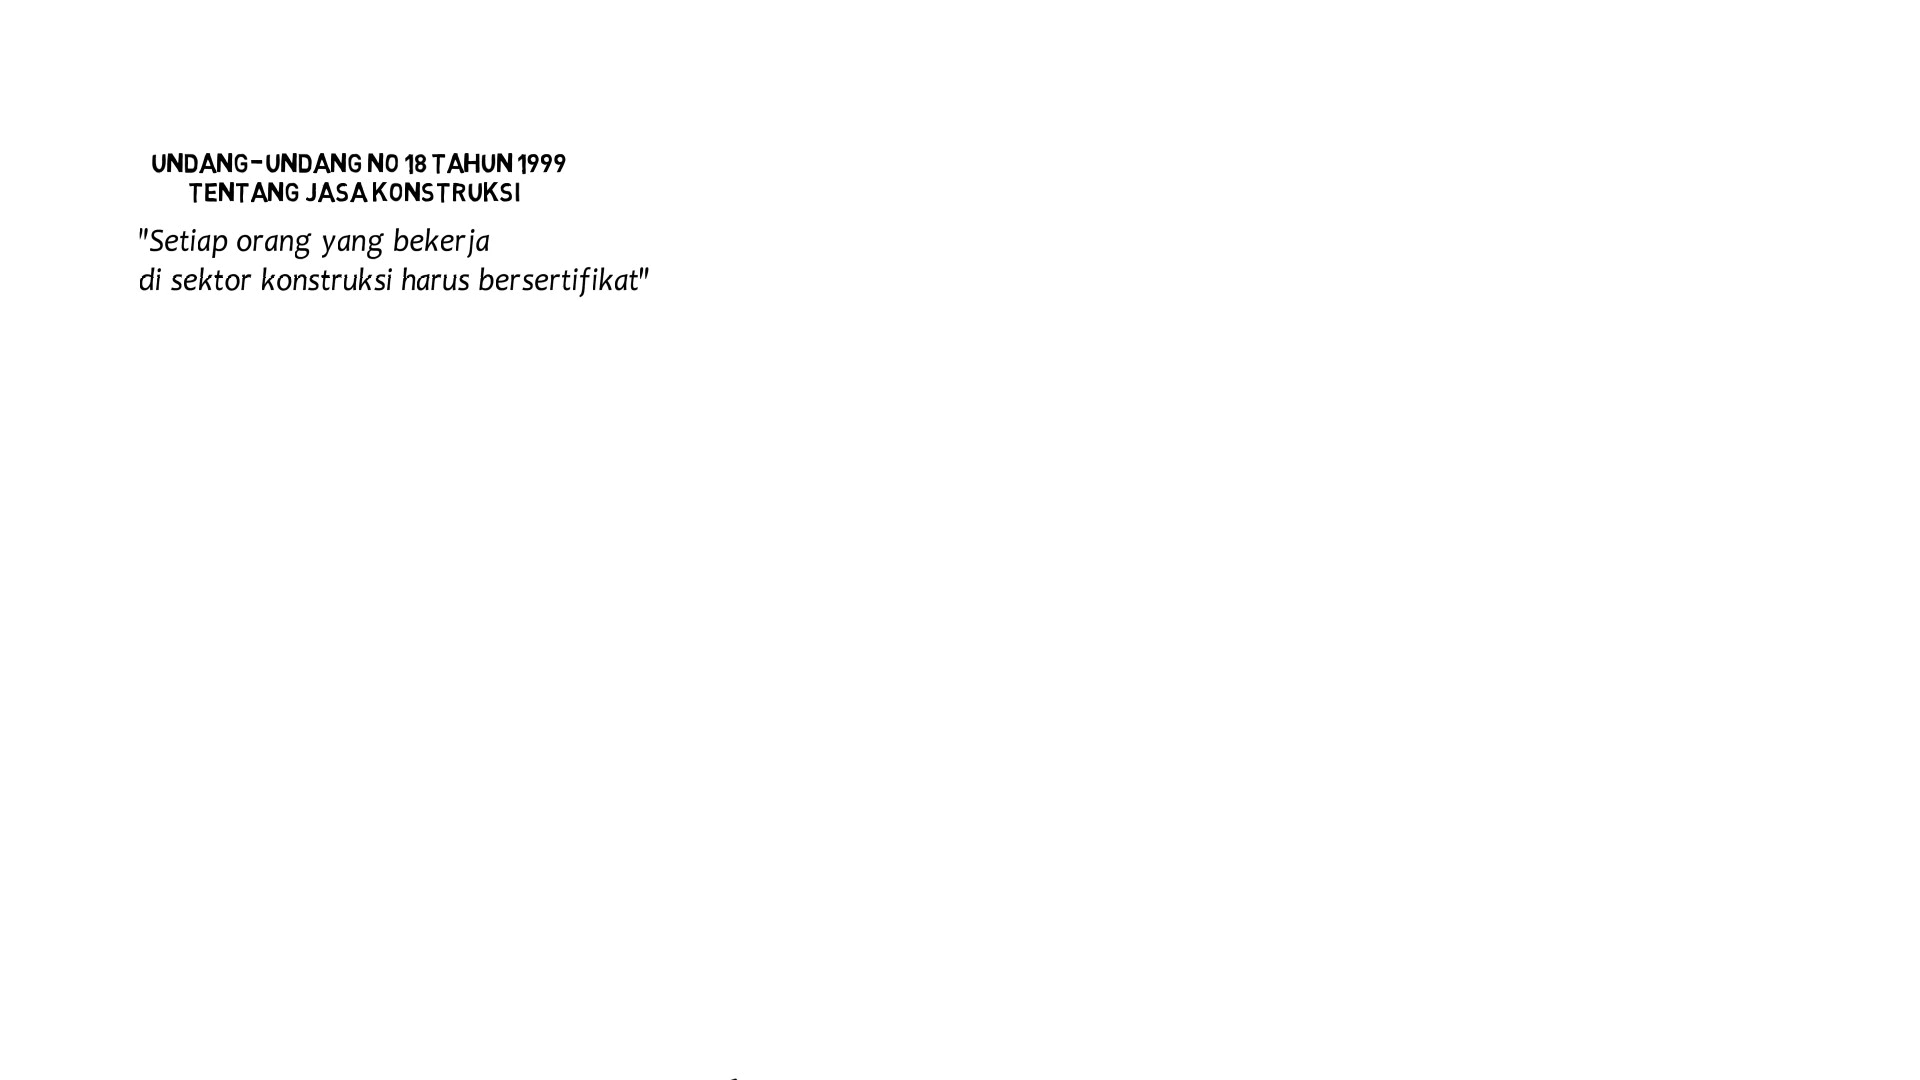 UNDANG-UNDANG NO 18 TAHUN 1999
TENTANG JASA KONSTRUKSI
"Setiap orang yang bekerja
di sektor konstruksi harus bersertifikat"